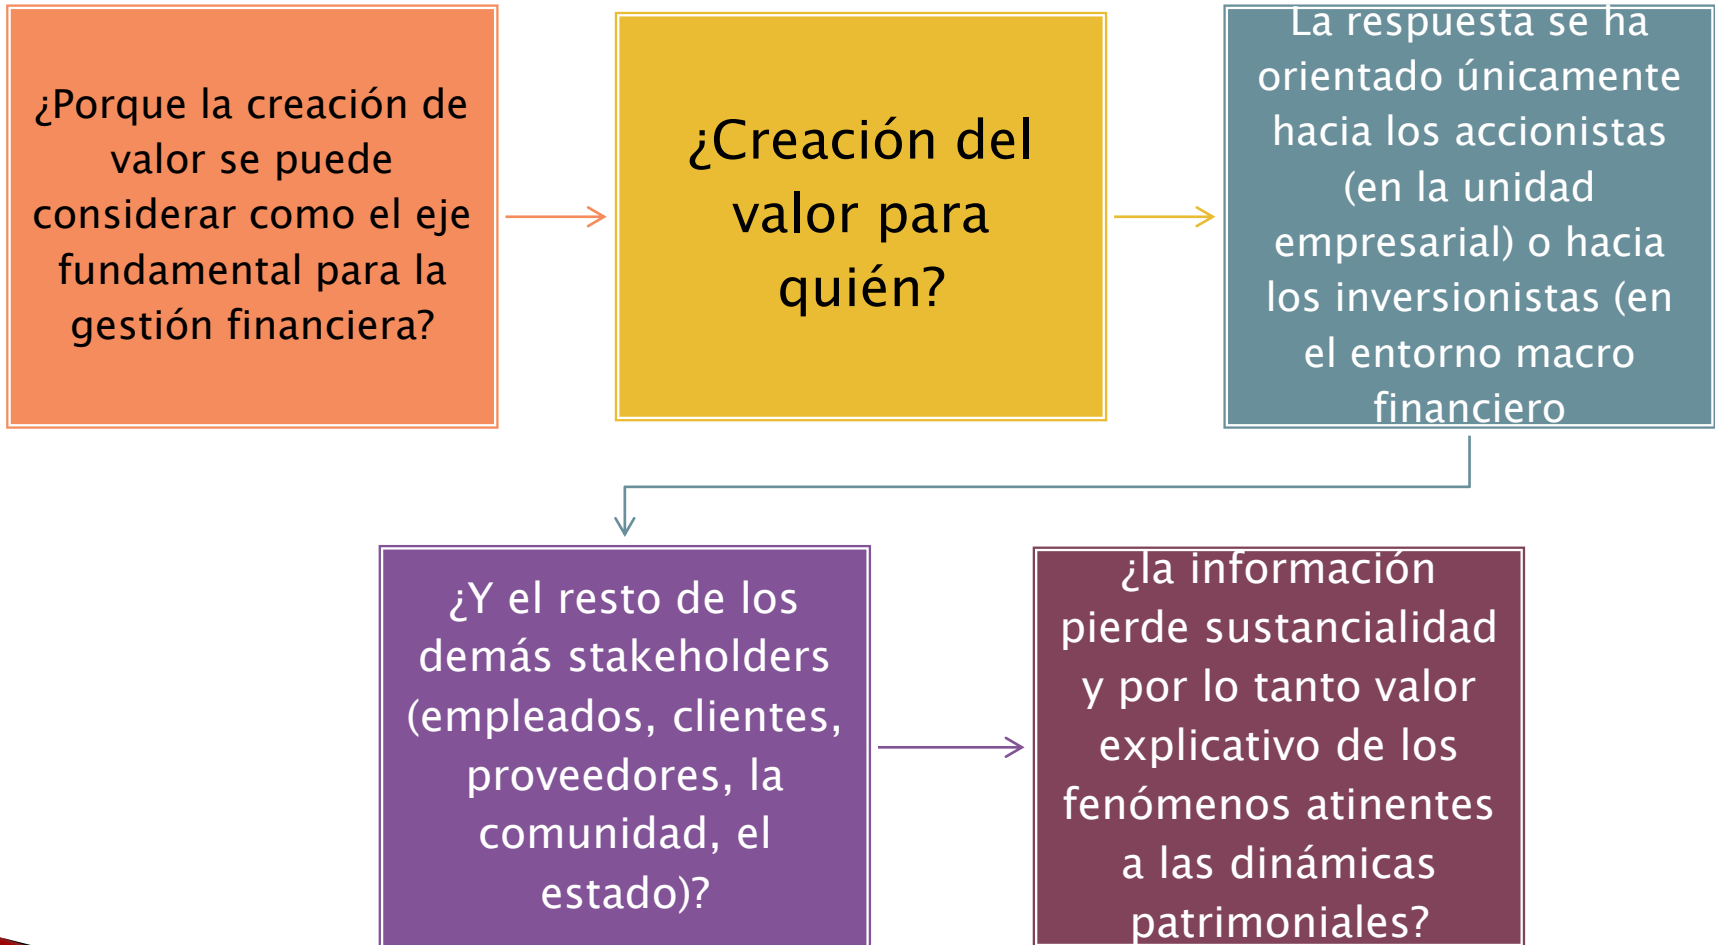 ¿Porque la creación de
valor se puede
considerar como el eje
fundamental para la
gestión financiera?
¿Creación del
valor para
quién?
La respuesta se ha
orientado únicamente
hacia los accionistas
(en la unidad
empresarial) o hacia
los inversionistas (en
el entorno macro
financiero
¿Y el resto de los
demás stakeholders
(empleados, clientes,
proveedores, la
comunidad, el
estado)?
¿la información
pierde sustancialidad
y por lo tanto valor
explicativo de los
fenómenos atinentes
a las dinámicas
patrimoniales?